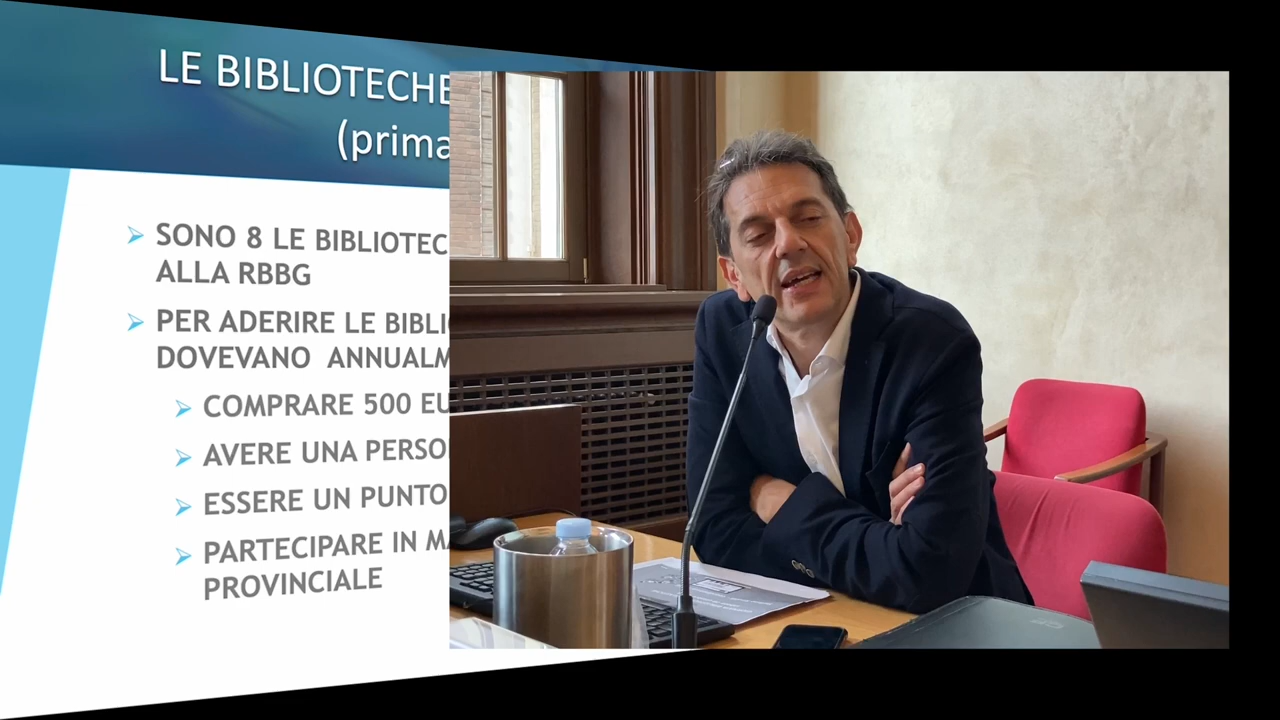 LE BIBLIOTECHE
(prima
SONO 8 LE BIBLIOTEC
ALLA RBBG
PER ADERIRE LE BIBLI
DOVEVANO ANNUALM
COMPRARE 500 EU
AVERE UNA PERSO
ESSERE UN PUNTO
PARTECIPARE IN MA
PROVINCIALE